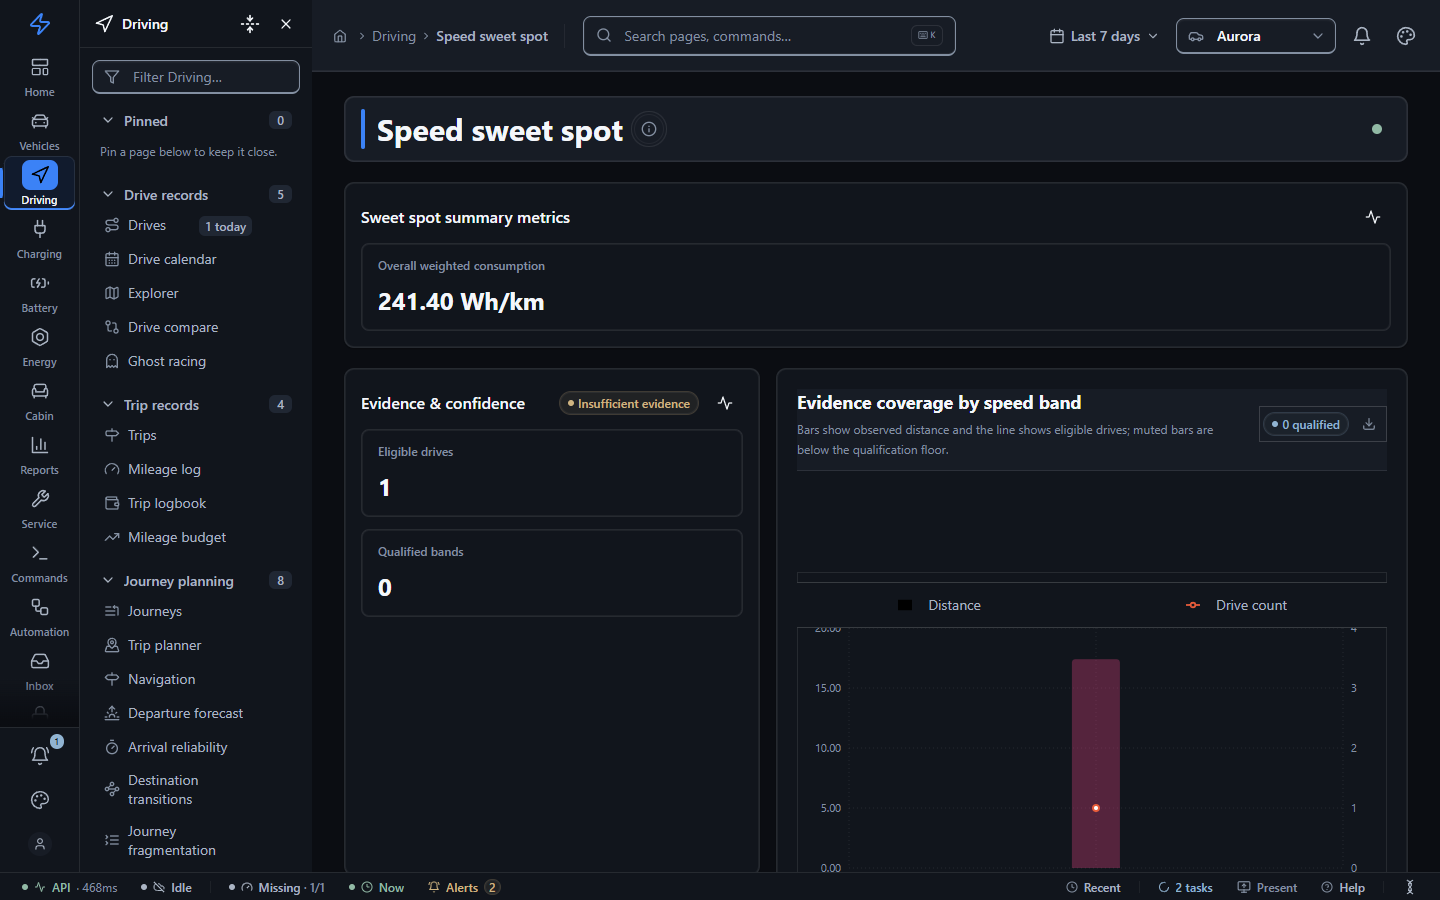 Home
Vehicles
Driving
Charging
Battery
Energy
Cabin
Reports
Service
Commands
Automation
Inbox
1
Driving
Filter Driving...
Pinned 0
Pin a page below to keep it close.
Drive records 5
Drives 1 today
Drive calendar
Explorer
Drive compare
Ghost racing
Trip records 4
Trips
Mileage log
Trip logbook
Mileage budget
Journey planning 8
Journeys
Trip planner
Navigation
Departure forecast
Arrival reliability
Destination
transitions
Journey
fragmentation
Driving Speed sweet spot
Search pages, commands... K
Last 7 days
Aurora
Speed sweet spot
Sweet spot summary metrics
Overall weighted consumption
241.40 Wh/km
Evidence & confidence Insufficient evidence
Eligible drives
1
Qualified bands
0
Evidence coverage by speed band
Bars show observed distance and the line shows eligible drives; muted bars are
below the qualification floor.
0 qualified
Distance Drive count
20.00 4
15.00 3
10.00 2
5.00 1
0.00 0
API · 468ms Idle Missing · 1/1 Now Alerts 2 Recent 2 tasks Present Help